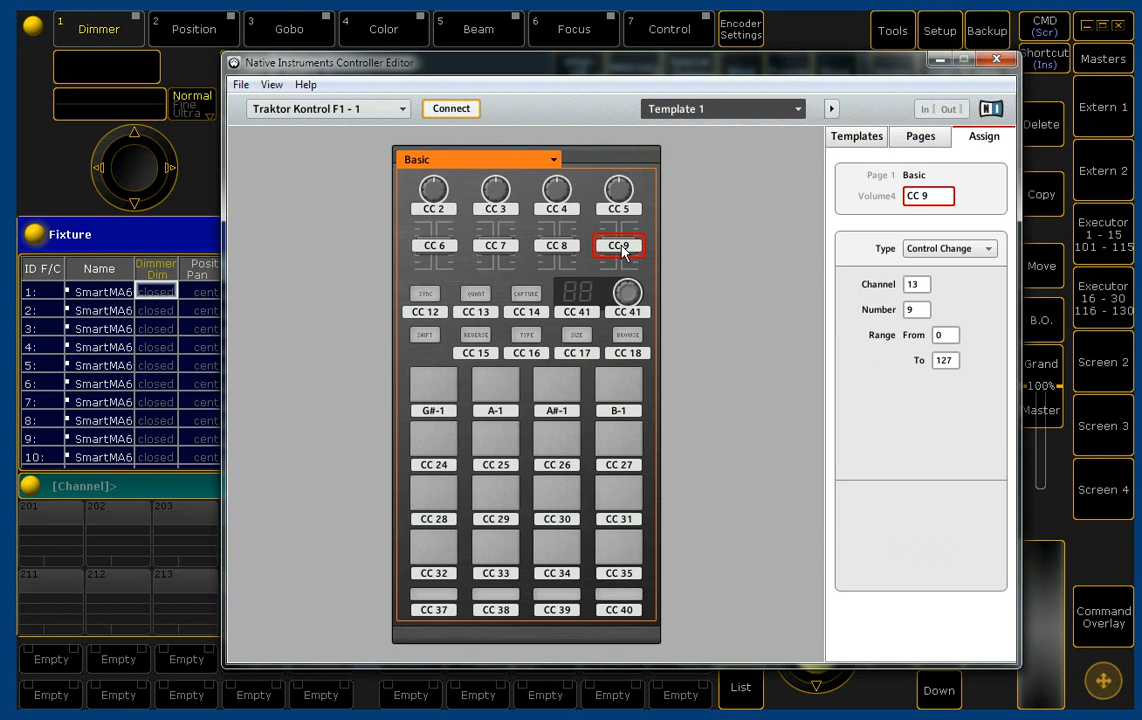 1 Dimmer
2 Position
3 Gobo
4 Color
5 Beam
6 Focus
7 Control
Encoder Settings
Tools
Setup
Backup
CMD (Scr)
Normal
Fine
Ultra
Native Instruments Controller Editor
Shortcut (Ins)
Masters
File View Help
Traktor Kontrol F1 - 1
Connect
Template 1
In Out
NI
Extern 1
Delete
Templates
Pages
Assign
Basic
Page 1 Basic
Volume4 CC 9
Extern 2
Copy
CC 2 CC 3 CC 4 CC 5
Fixture
CC 6 CC 7 CC 8 CC 9
Type Control Change
Executor
1 - 15
101 - 115
Move
ID F/C Name Dimmer Dim Posit Pan
Channel 13
Number 9
Range From 0
To 127
SYNC QUANT CAPTURE 88
CC 12 CC 13 CC 14 CC 41 CC 41
SHIFT REVERSE TYPE SIZE BROWSE
CC 15 CC 16 CC 17 CC 18
Executor
16 - 30
116 - 130
B.O.
1: SmartMA6 closed cent
2: SmartMA6 closed cent
3: SmartMA6 closed cent
4: SmartMA6 closed cent
5: SmartMA6 closed cent
6: SmartMA6 closed cent
7: SmartMA6 closed cent
8: SmartMA6 closed cent
9: SmartMA6 closed cent
10: SmartMA6 closed cent
Grand
100%
Master
Screen 2
G#-1 A-1 A#-1 B-1
Screen 3
CC 24 CC 25 CC 26 CC 27
[Channel]>
Screen 4
201 202 203
CC 28 CC 29 CC 30 CC 31
211 212 213
CC 32 CC 33 CC 34 CC 35
CC 37 CC 38 CC 39 CC 40
Command Overlay
Empty Empty Empty
Empty Empty Empty Empty Empty Empty Empty Empty Empty Empty
List
Down